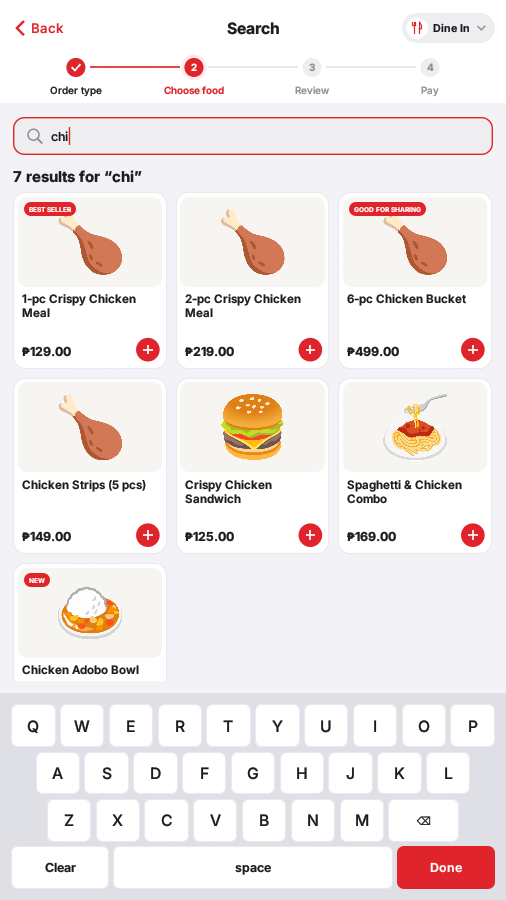 Back
Search
Dine In
2
3
4
Order type
Choose food
Review
Pay
chi
7 results for “chi”
BEST SELLER
1-pc Crispy Chicken
Meal
₱129.00
2-pc Crispy Chicken
Meal
₱219.00
GOOD FOR SHARING
6-pc Chicken Bucket
₱499.00
Chicken Strips (5 pcs)
₱149.00
Crispy Chicken
Sandwich
₱125.00
Spaghetti & Chicken
Combo
₱169.00
NEW
Chicken Adobo Bowl
Q W E R T Y U I O P
A S D F G H J K L
Z X C V B N M ⌫
Clear space Done